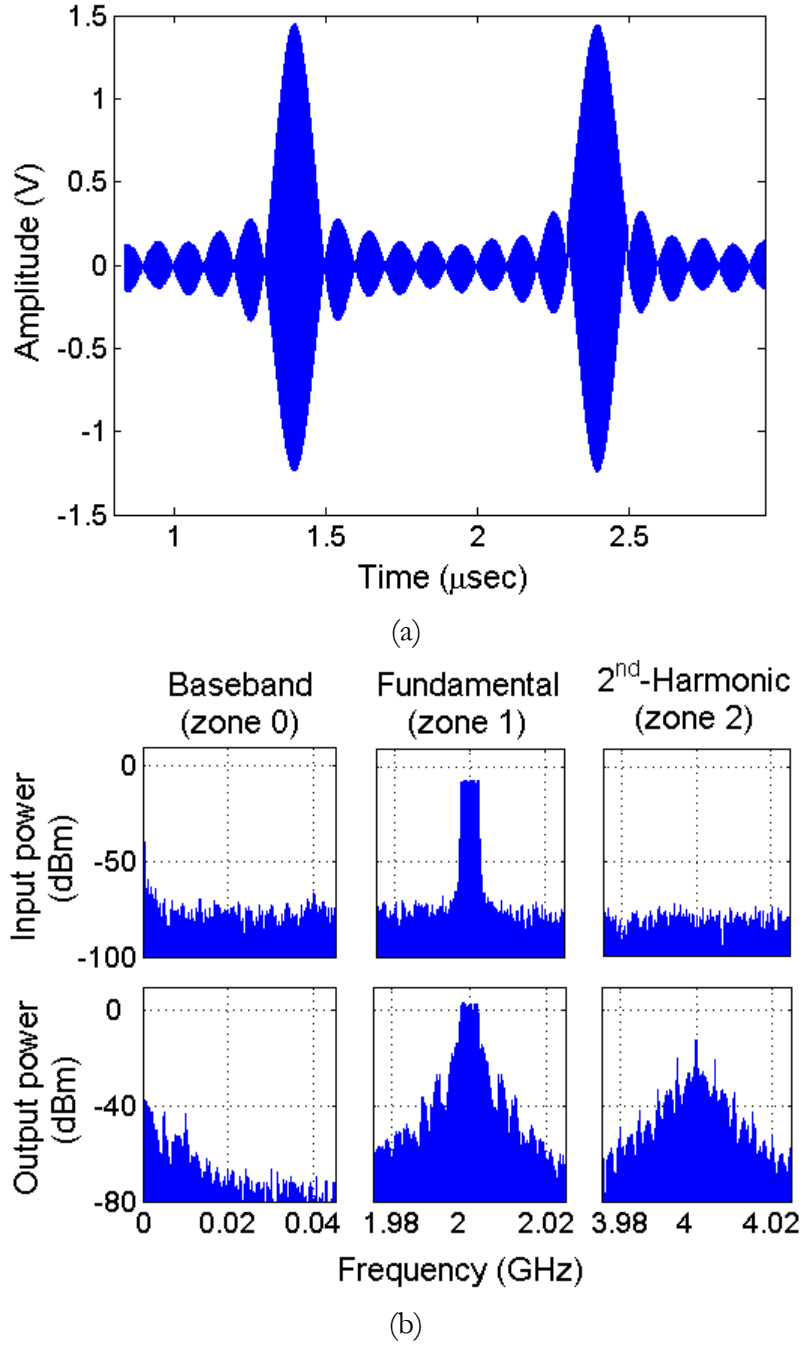 1.5
1
0.5
0
-0.5
-1
-1.5
Amplitude (V)
1 1.5 2 2.5
Time (μsec)
(a)
Baseband (zone 0)
Fundamental (zone 1)
2nd-Harmonic (zone 2)
Input power (dBm)
0
-50
-100
Output power (dBm)
0
-40
-80
0 0.02 0.04
1.98 2 2.02
3.98 4 4.02
Frequency (GHz)
(b)